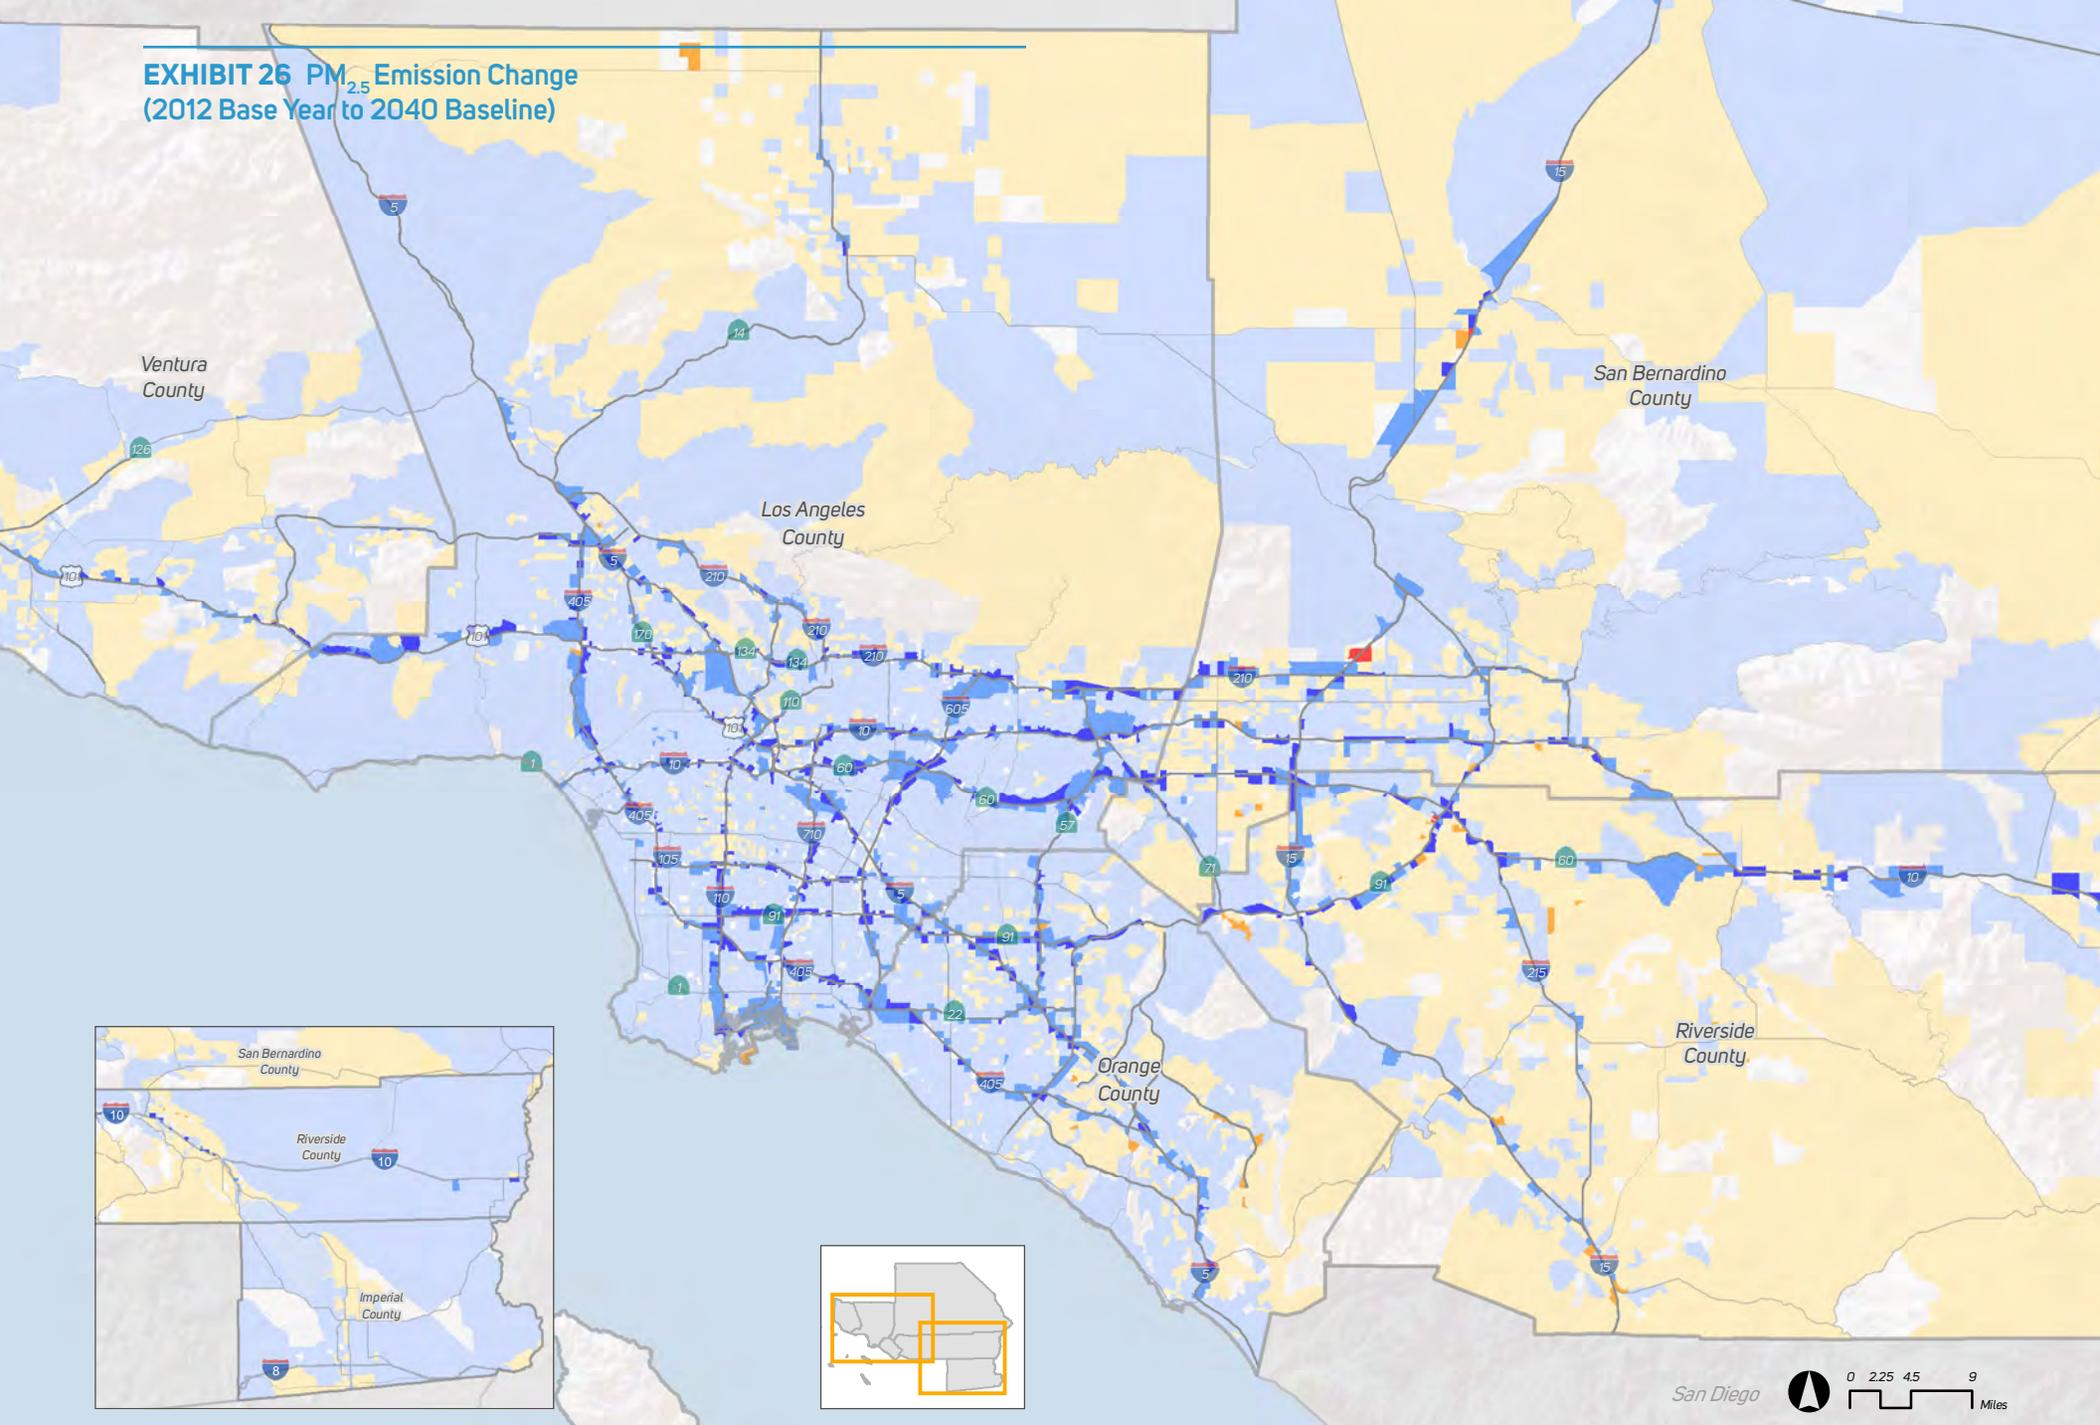 EXHIBIT 26 PM2.5 Emission Change
(2012 Base Year to 2040 Baseline)
15
5
14
Ventura
County
San Bernardino
County
126
Los Angeles
County
5
101
210
405
170
101
210
134
134
210
210
110
605
101
10
1
10
60
60
405
57
710
105
15
60
71
91
10
110
5
91
91
405
215
1
22
Orange
County
Riverside
County
405
5
15
San Bernardino
County
10
Riverside
County
10
Imperial
County
8
San Diego
0 2.25 4.5 9
Miles